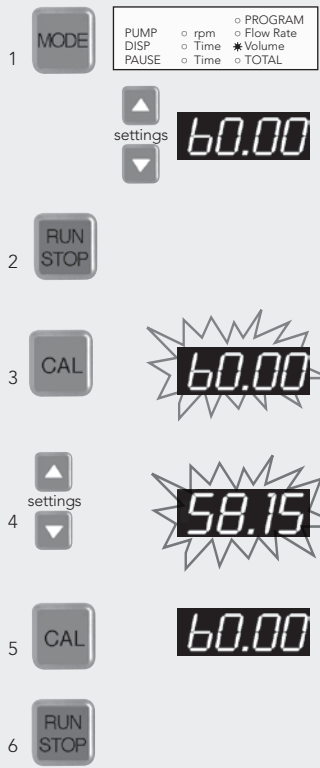 1 MODE
○ PROGRAM
PUMP ○ rpm ○ Flow Rate
DISP ○ Time ✱ Volume
PAUSE ○ Time ○ TOTAL
settings
60.00
2 RUN
STOP
3 CAL
60.00
settings
4
58.15
5 CAL
60.00
6 RUN
STOP